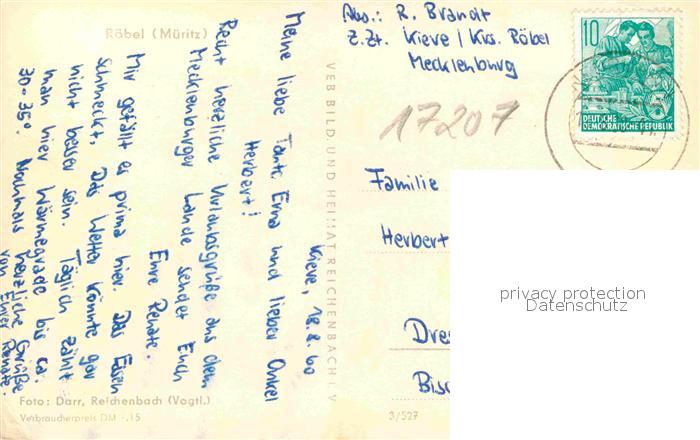 Röbel (Müritz)
Kieve, 18.8.60
Meine liebe Tante Erna und lieber Onkel
Herbert!
Recht herzliche Urlaubsgrüße aus dem
Mecklenburger Lande sendet Euch
Eure Renate.
Mir gefällt es prima hier. Das Essen
schmeckt. Das Wetter könnte gar
nicht besser sein. Täglich zählt
man hier Wärmegrade bis ca.
30-35°. Nochmals herzliche Grüße
von Eurer Renate.
Foto: Darr, Reichenbach (Vogtl.)
Verbraucherpreis DM -,15
VEB BILD UND HEIMAT REICHENBACH I. V
3/527
Abs.: R. Brandt
z. Zt. Kieve / Krs. Röbel
Mecklenburg
10
DEUTSCHE
DEMOKRATISCHE REPUBLIK
17207
Familie
Herbert
Dres
Bisc
privacy protection
Datenschutz